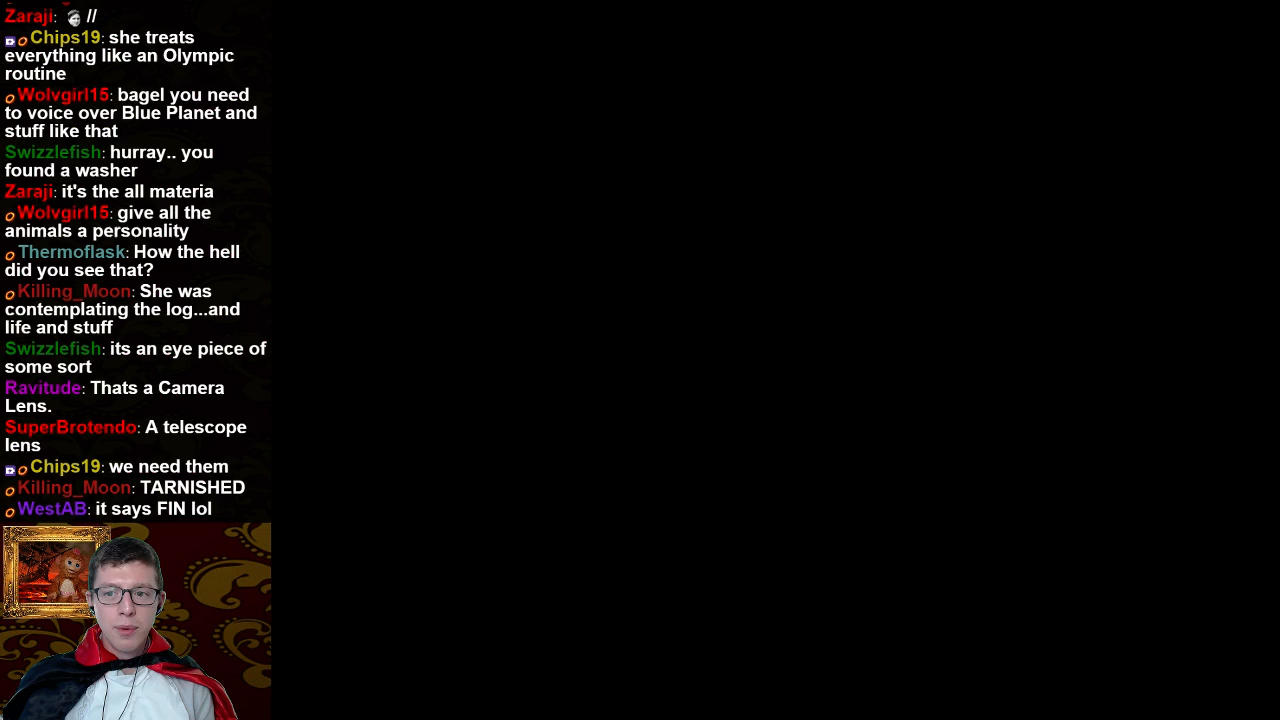 Zaraji: //
Chips19: she treats
everything like an Olympic
routine
Wolvgirl15: bagel you need
to voice over Blue Planet and
stuff like that
Swizzlefish: hurray.. you
found a washer
Zaraji: it's the all materia
Wolvgirl15: give all the
animals a personality
Thermoflask: How the hell
did you see that?
Killing_Moon: She was
contemplating the log...and
life and stuff
Swizzlefish: its an eye piece of
some sort
Ravitude: Thats a Camera
Lens.
SuperBrotendo: A telescope
lens
Chips19: we need them
Killing_Moon: TARNISHED
WestAB: it says FIN lol